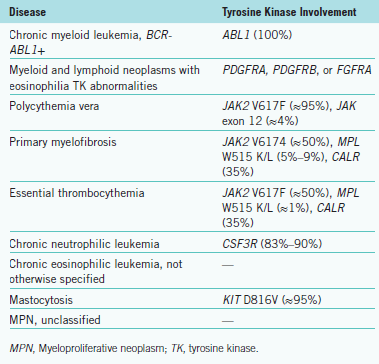 Disease Tyrosine Kinase Involvement
Chronic myeloid leukemia, BCR- ABL1 (100%)
ABL1+
Myeloid and lymphoid neoplasms with PDGFRA, PDGFRB, or FGFRA
eosinophilia TK abnormalities
Polycythemia vera JAK2 V617F (≈95%), JAK
exon 12 (≈4%)
Primary myelofibrosis JAK2 V6174 (≈50%), MPL
W515 K/L (5%–9%), CALR
(35%)
Essential thrombocythemia JAK2 V617F (≈50%), MPL
W515 K/L (≈1%), CALR
(35%)
Chronic neutrophilic leukemia CSF3R (83%–90%)
Chronic eosinophilic leukemia, not —
otherwise specified
Mastocytosis KIT D816V (≈95%)
MPN, unclassified —
MPN, Myeloproliferative neoplasm; TK, tyrosine kinase.